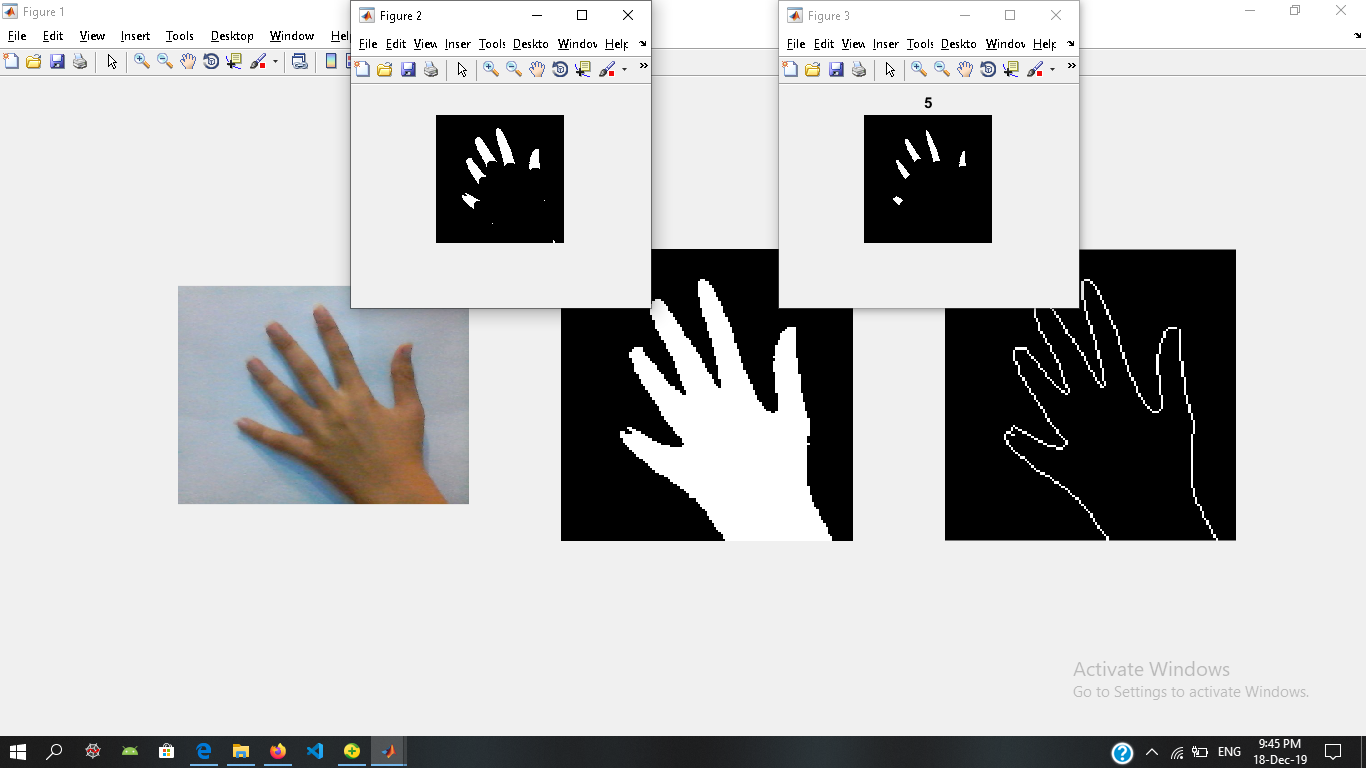 Figure 1
File Edit View Insert Tools Desktop Window Hel
Figure 2
File Edit View Inser Tools Deskto Window Help
Figure 3
File Edit View Inser Tools Deskto Window Help
5
Activate Windows
Go to Settings to activate Windows.
ENG
9:45 PM
18-Dec-19